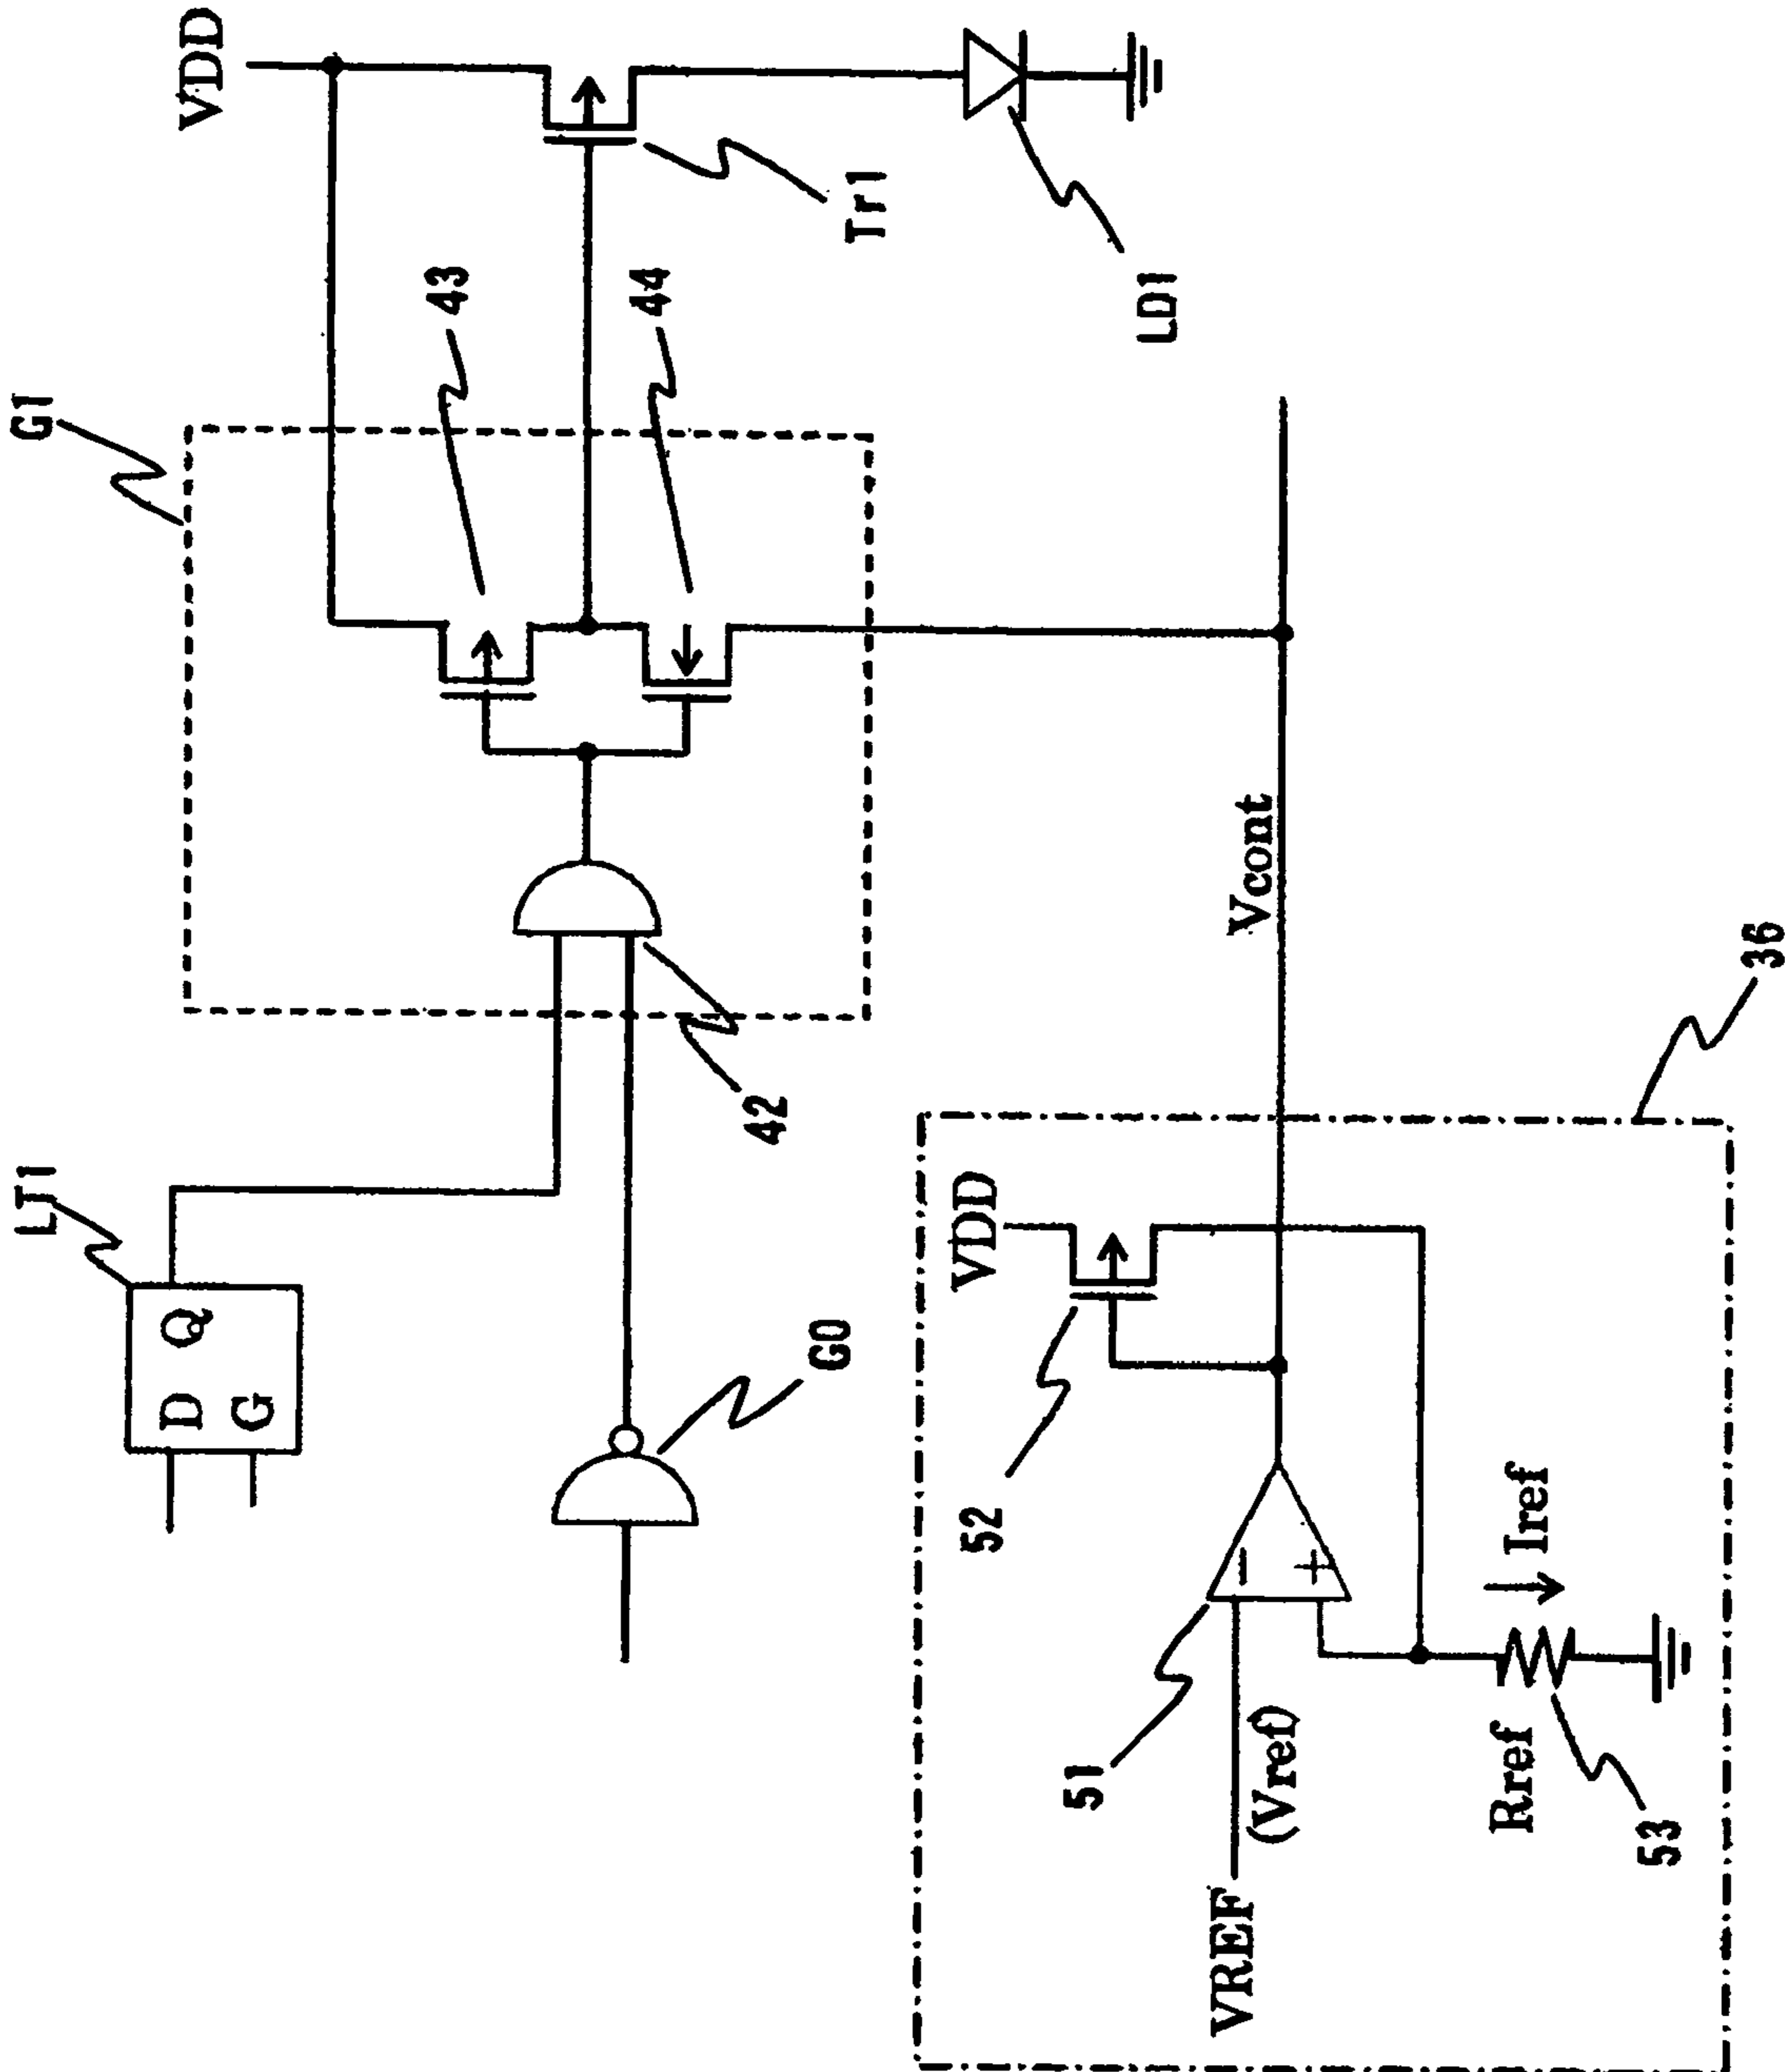 LT1
D Q
G
G0
42
G1
43
44
VDD
Tr1
LD1
Vcont
36
VDD
52
51
VREF
(Vref)
Rref
Iref
53